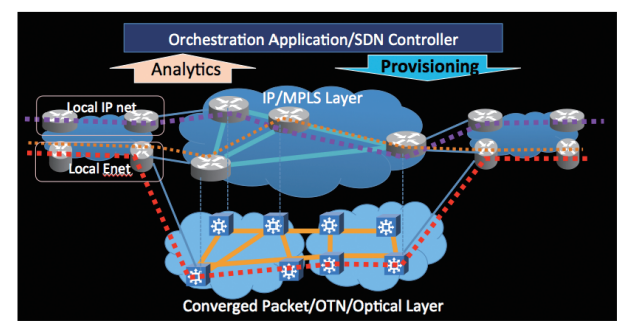 Orchestration Application/SDN Controller
Analytics
Provisioning
IP/MPLS Layer
Local IP net
Local Enet
Converged Packet/OTN/Optical Layer